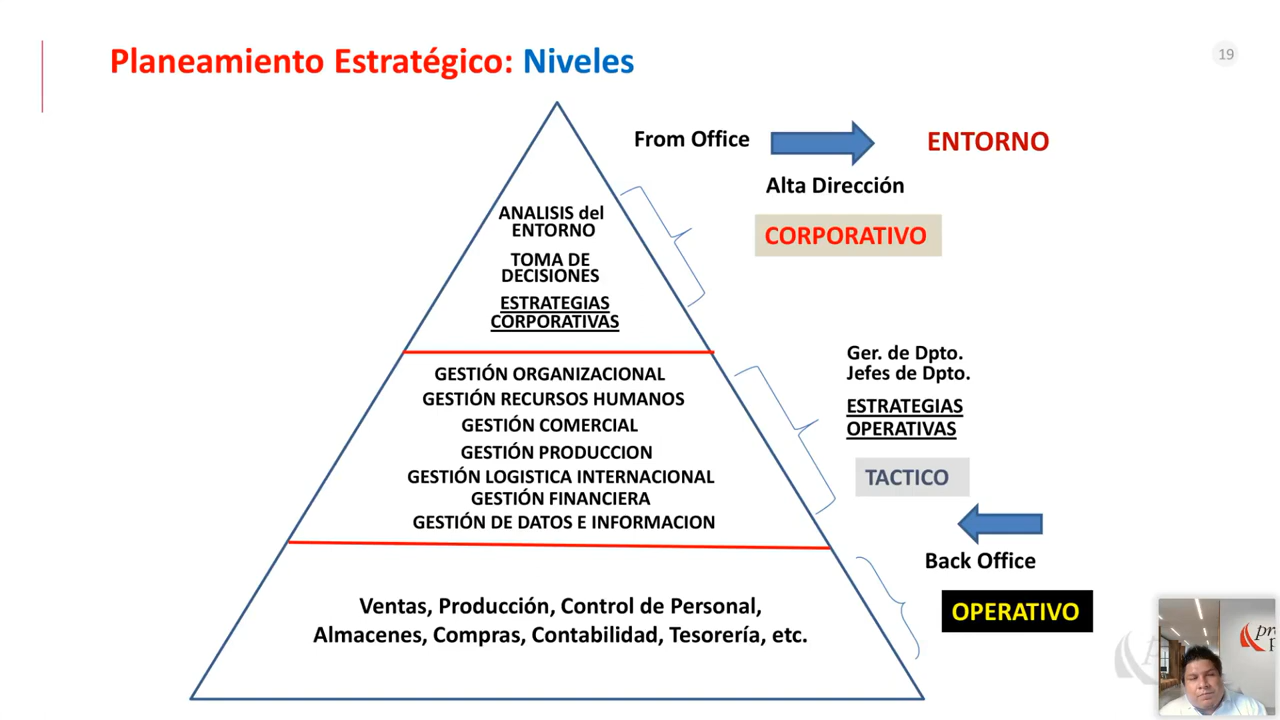 Planeamiento Estratégico: Niveles
19
From Office
ENTORNO
Alta Dirección
CORPORATIVO
ANALISIS del
ENTORNO
TOMA DE
DECISIONES
ESTRATEGIAS
CORPORATIVAS
Ger. de Dpto.
Jefes de Dpto.
ESTRATEGIAS
OPERATIVAS
TACTICO
GESTIÓN ORGANIZACIONAL
GESTIÓN RECURSOS HUMANOS
GESTIÓN COMERCIAL
GESTIÓN PRODUCCION
GESTIÓN LOGISTICA INTERNACIONAL
GESTIÓN FINANCIERA
GESTIÓN DE DATOS E INFORMACION
Back Office
OPERATIVO
Ventas, Producción, Control de Personal,
Almacenes, Compras, Contabilidad, Tesorería, etc.